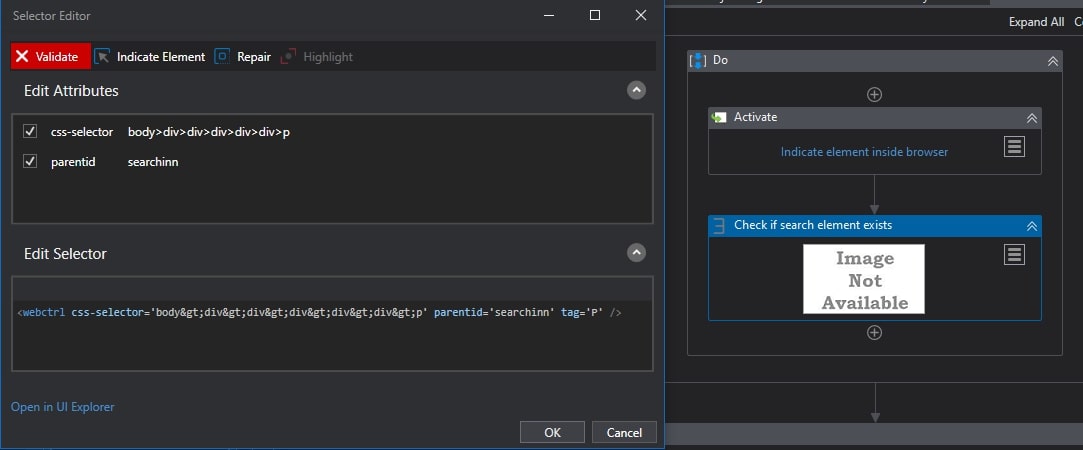 Selector Editor
Validate
Indicate Element
Repair
Highlight
Edit Attributes
css-selector body>div>div>div>div>div>p
parentid searchinn
Edit Selector
<webctrl css-selector='body&gt;div&gt;div&gt;div&gt;div&gt;div&gt;p' parentid='searchinn' tag='P' />
Open in UI Explorer
OK
Cancel
Expand All
Do
Activate
Indicate element inside browser
Check if search element exists
Image
Not
Available